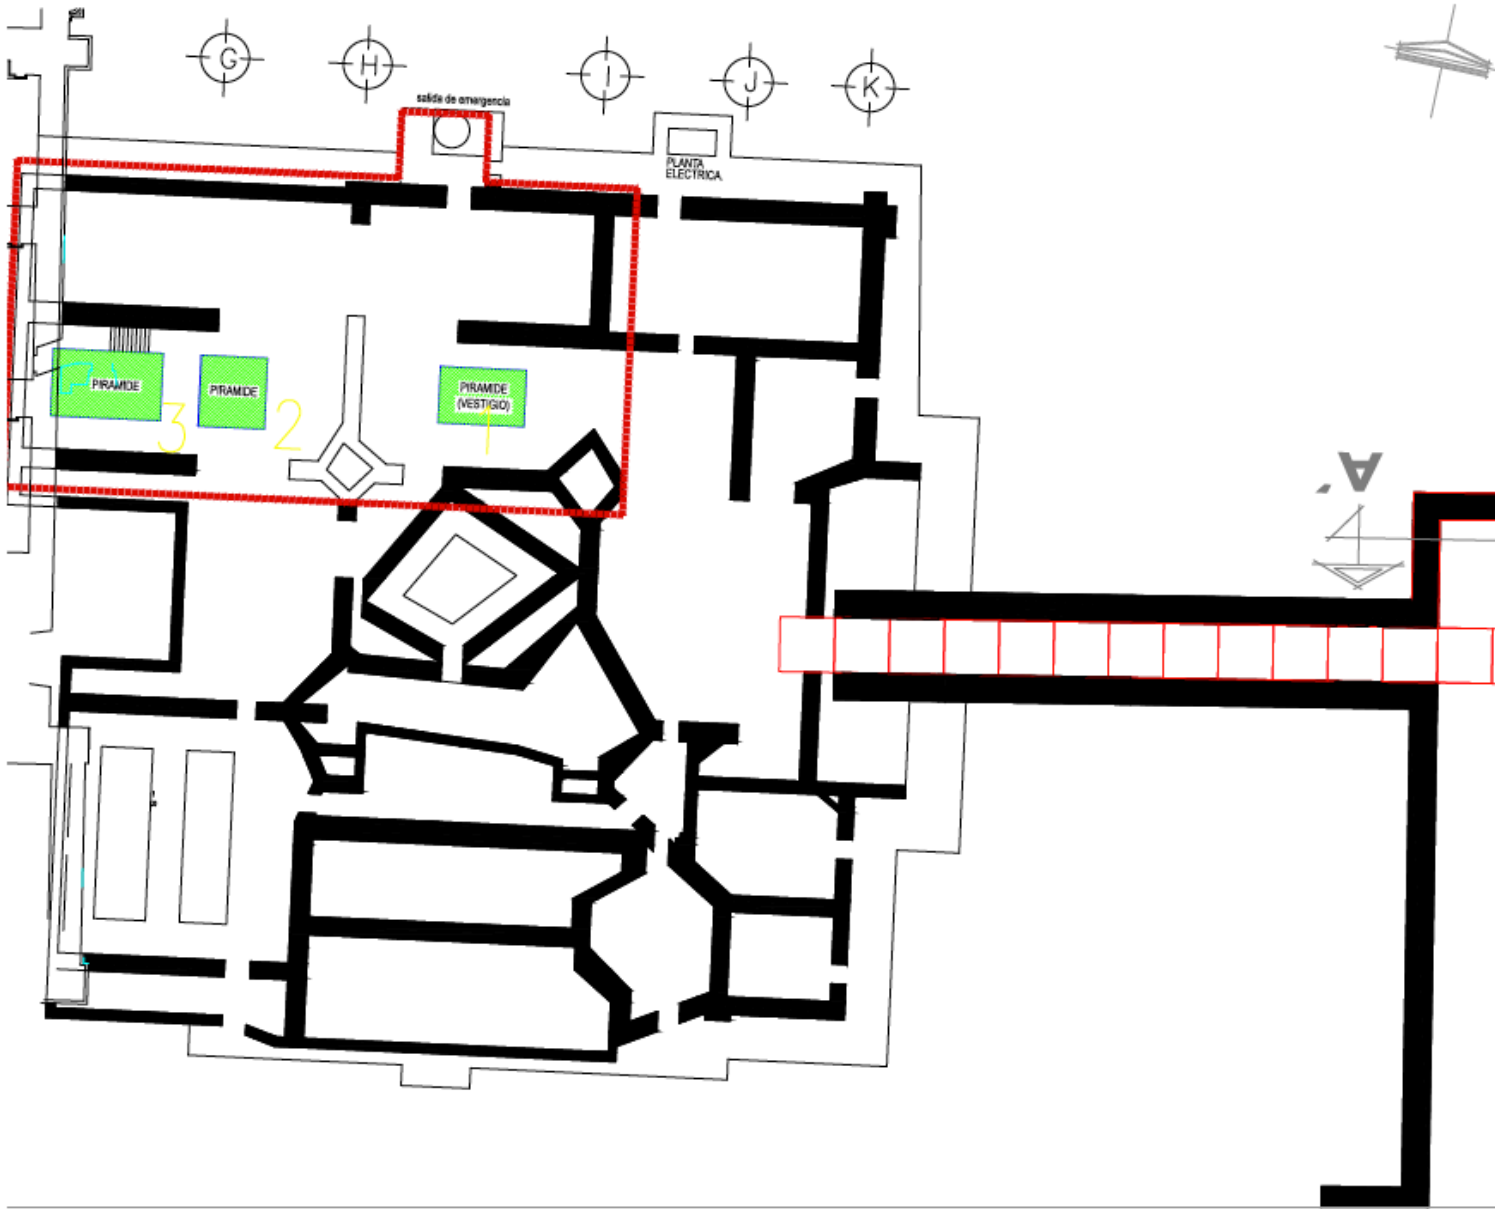 G
H
I
J
K
salida de emergencia
PLANTA
ELECTRICA.
PIRAMIDE
3
PIRAMIDE
2
PIRAMIDE
(VESTIGIO)
1
A'